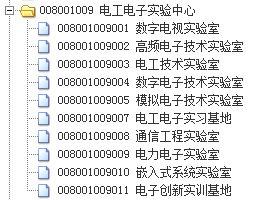 008001009 电工电子实验中心
008001009001 数字电视实验室
008001009002 高频电子技术实验室
008001009003 电工技术实验室
008001009004 数字电子技术实验室
008001009005 模拟电子技术实验室
008001009007 电工电子实习基地
008001009008 通信工程实验室
008001009009 电力电子实验室
008001009010 嵌入式系统实验室
008001009011 电子创新实训基地